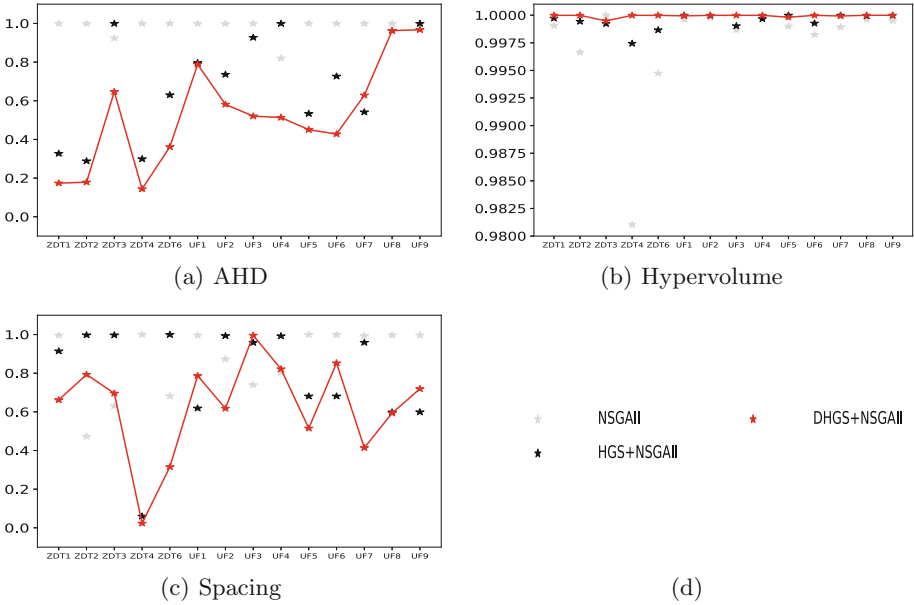 1.0
0.8
0.6
0.4
0.2
0.0
ZDT1 ZDT2 ZDT3 ZDT4 ZDT6 UF1 UF2 UF3 UF4 UF5 UF6 UF7 UF8 UF9
(a) AHD
1.0000
0.9975
0.9950
0.9925
0.9900
0.9875
0.9850
0.9825
0.9800
ZDT1 ZDT2 ZDT3 ZDT4 ZDT6 UF1 UF2 UF3 UF4 UF5 UF6 UF7 UF8 UF9
(b) Hypervolume
1.0
0.8
0.6
0.4
0.2
0.0
ZDT1 ZDT2 ZDT3 ZDT4 ZDT6 UF1 UF2 UF3 UF4 UF5 UF6 UF7 UF8 UF9
(c) Spacing
NSGAII
HGS+NSGAII
DHGS+NSGAII
(d)